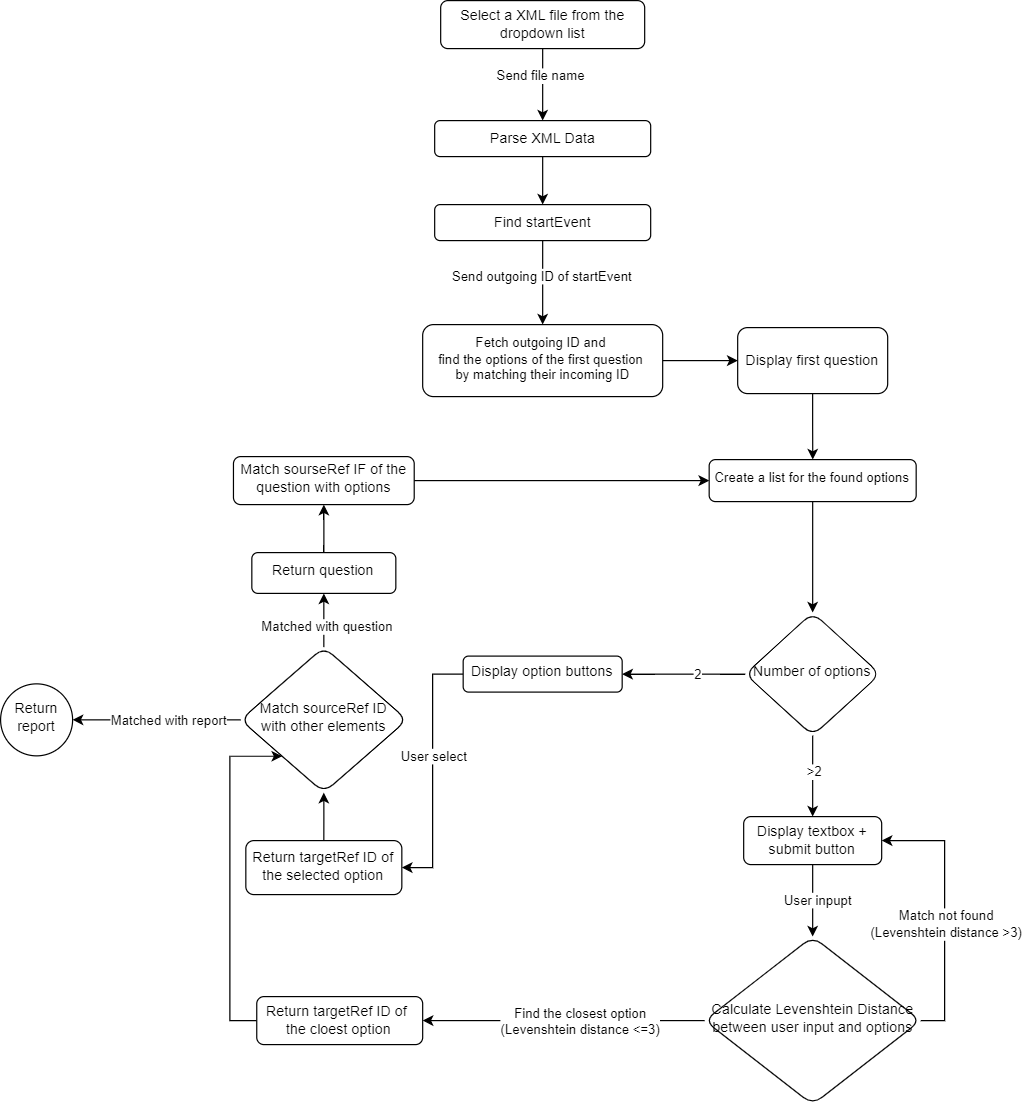 Select a XML file from the
dropdown list
Send file name
Parse XML Data
Find startEvent
Send outgoing ID of startEvent
Fetch outgoing ID and
find the options of the first question
by matching their incoming ID
Display first question
Match sourseRef IF of the
question with options
Create a list for the found options
Return question
Matched with question
Display option buttons
2
Number of options
Return
report
Matched with report
Match sourceRef ID
with other elements
User select
>2
Display textbox +
submit button
Return targetRef ID of
the selected option
User inpupt
Match not found
(Levenshtein distance >3)
Return targetRef ID of
the cloest option
Find the closest option
(Levenshtein distance <=3)
Calculate Levenshtein Distance
between user input and options